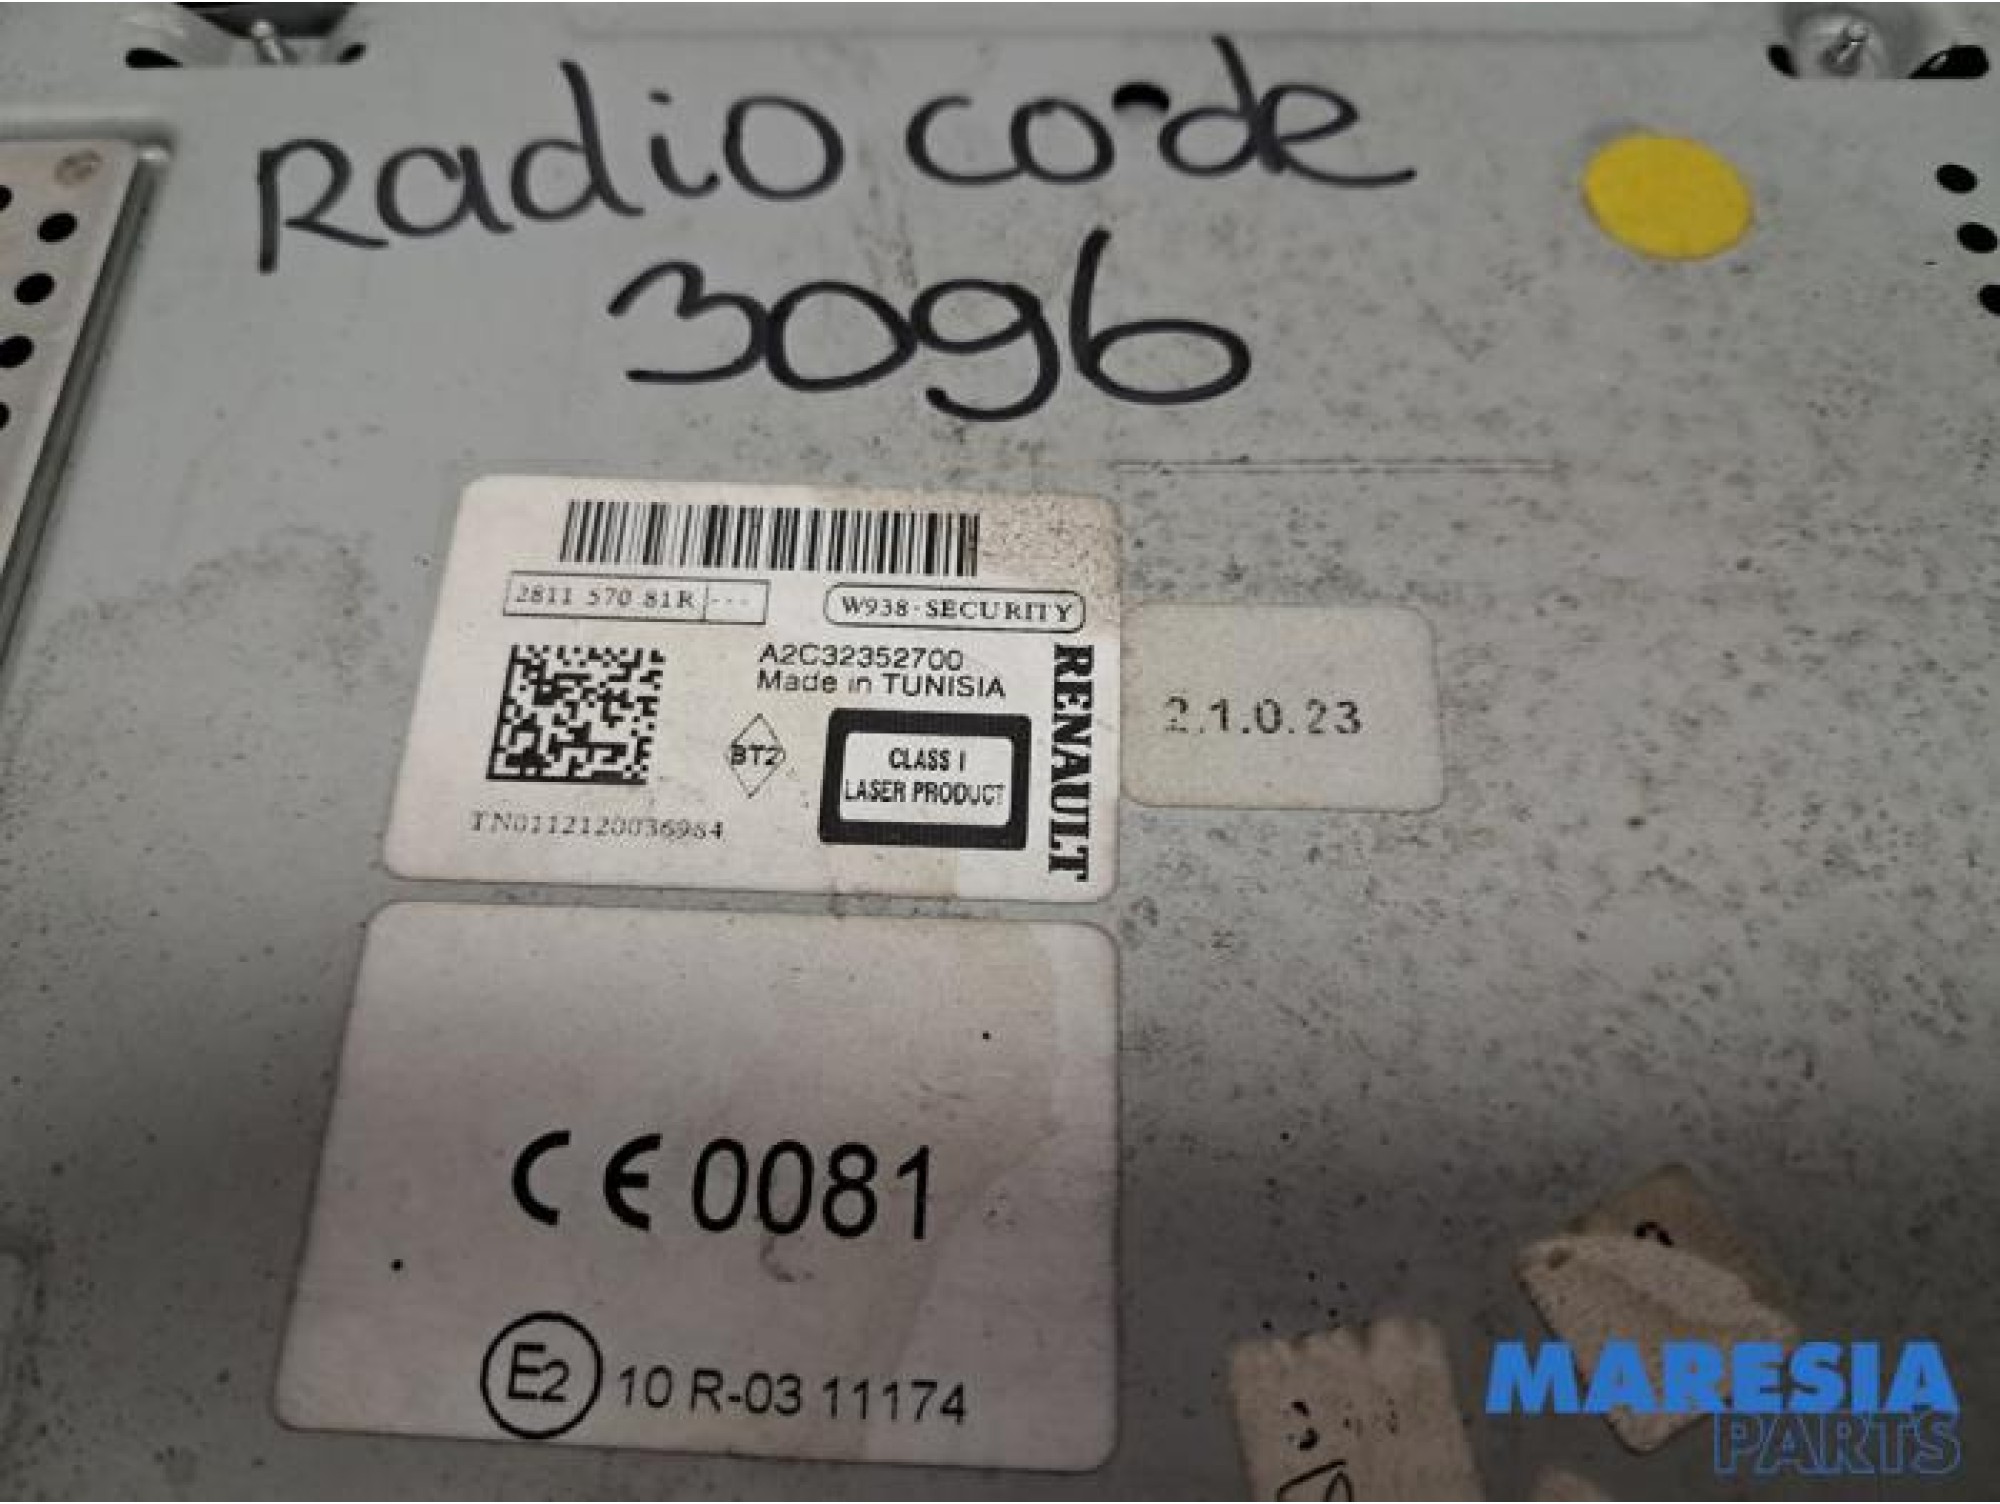 Radio code
3096
2811 570 81R ---
W938-SECURITY
A2C32352700
Made in TUNISIA
BT2
CLASS I
LASER PRODUCT
RENAULT
TN0112120036984
2.1.0.23
CE 0081
E2 10 R-03 11174
MARESIA
PARTS